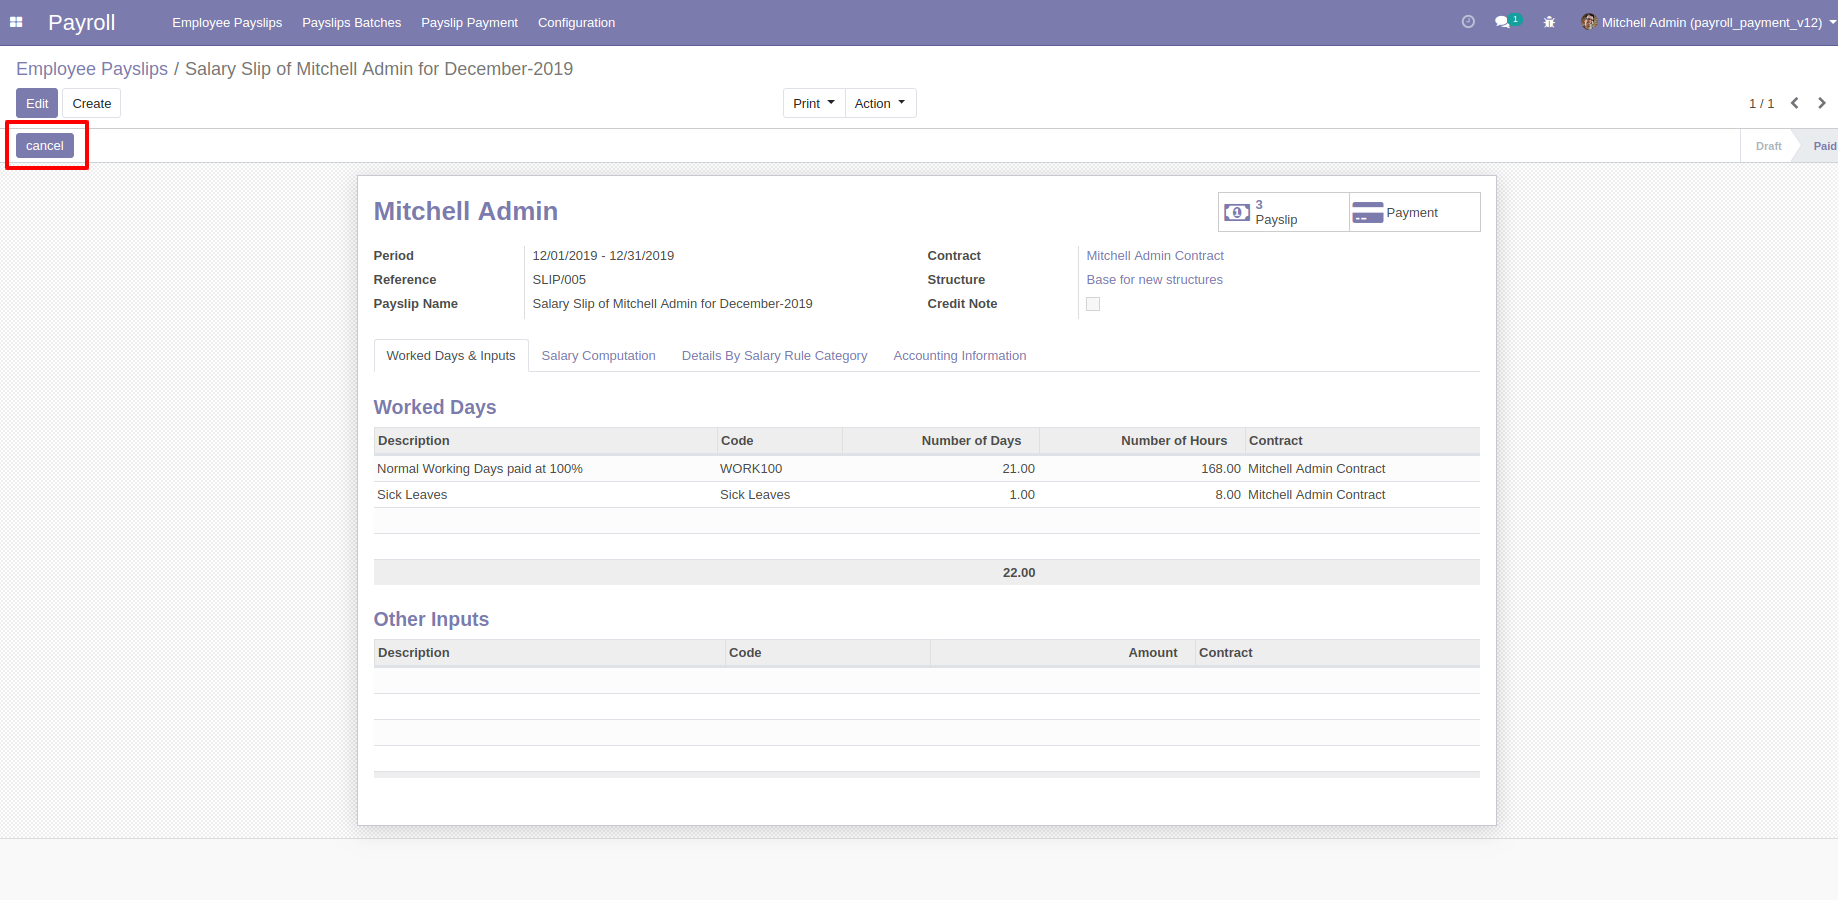 Payroll Employee Payslips Payslips Batches Payslip Payment Configuration 1 Mitchell Admin (payroll_payment_v12)
Employee Payslips / Salary Slip of Mitchell Admin for December-2019
Edit Create Print Action 1 / 1
cancel Draft Paid
Mitchell Admin
3
Payslip
Payment
Period 12/01/2019 - 12/31/2019 Contract Mitchell Admin Contract
Reference SLIP/005 Structure Base for new structures
Payslip Name Salary Slip of Mitchell Admin for December-2019 Credit Note
Worked Days & Inputs Salary Computation Details By Salary Rule Category Accounting Information
Worked Days
Description Code Number of Days Number of Hours Contract
Normal Working Days paid at 100% WORK100 21.00 168.00 Mitchell Admin Contract
Sick Leaves Sick Leaves 1.00 8.00 Mitchell Admin Contract
22.00
Other Inputs
Description Code Amount Contract